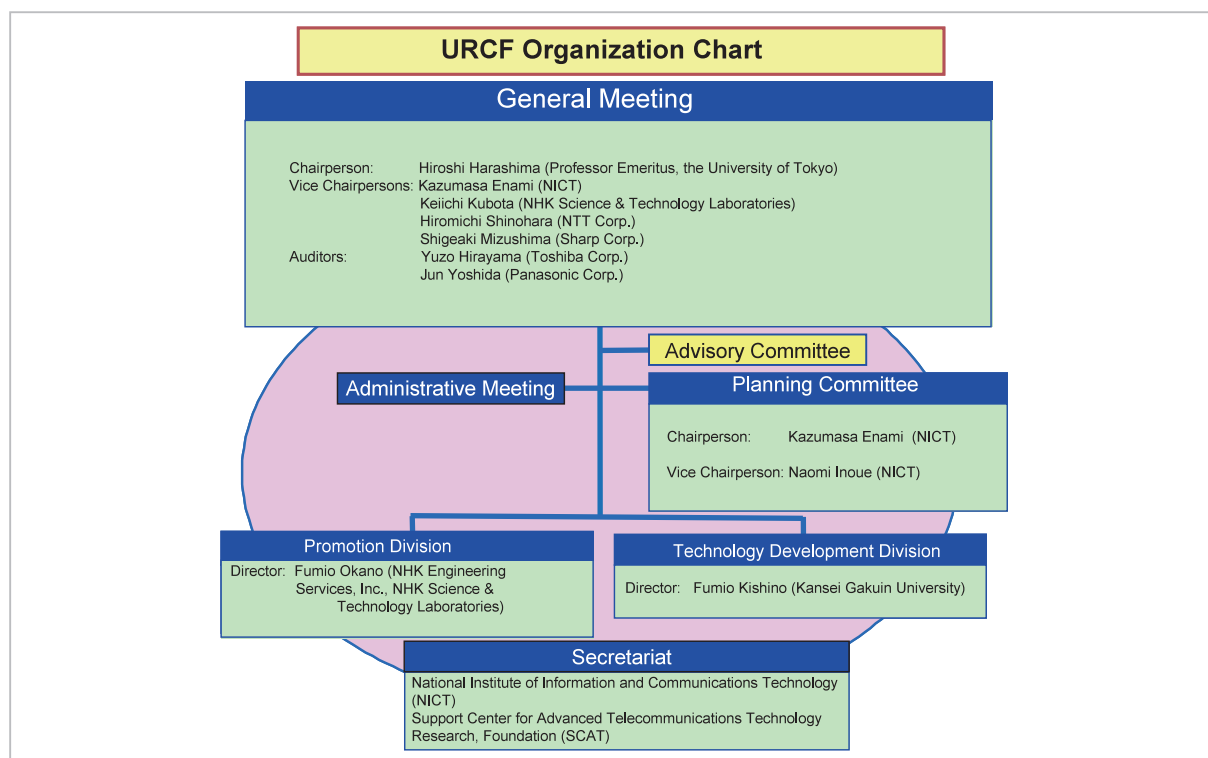 URCF Organization Chart
General Meeting
Chairperson: Hiroshi Harashima (Professor Emeritus, the University of Tokyo)
Vice Chairpersons: Kazumasa Enami (NICT)
Keiichi Kubota (NHK Science & Technology Laboratories)
Hiromichi Shinohara (NTT Corp.)
Shigeaki Mizushima (Sharp Corp.)
Auditors: Yuzo Hirayama (Toshiba Corp.)
Jun Yoshida (Panasonic Corp.)
Advisory Committee
Administrative Meeting
Planning Committee
Chairperson: Kazumasa Enami (NICT)
Vice Chairperson: Naomi Inoue (NICT)
Promotion Division
Director: Fumio Okano (NHK Engineering
Services, Inc., NHK Science &
Technology Laboratories)
Technology Development Division
Director: Fumio Kishino (Kansei Gakuin University)
Secretariat
National Institute of Information and Communications Technology
(NICT)
Support Center for Advanced Telecommunications Technology
Research, Foundation (SCAT)